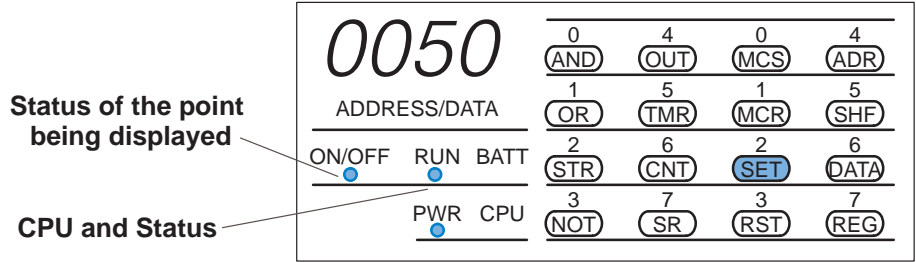 0050
ADDRESS/DATA
Status of the point
being displayed
ON/OFF RUN BATT
CPU and Status
PWR CPU
0 4 0 4
AND OUT MCS ADR
1 5 1 5
OR TMR MCR SHF
2 6 2 6
STR CNT SET DATA
3 7 3 7
NOT SR RST REG